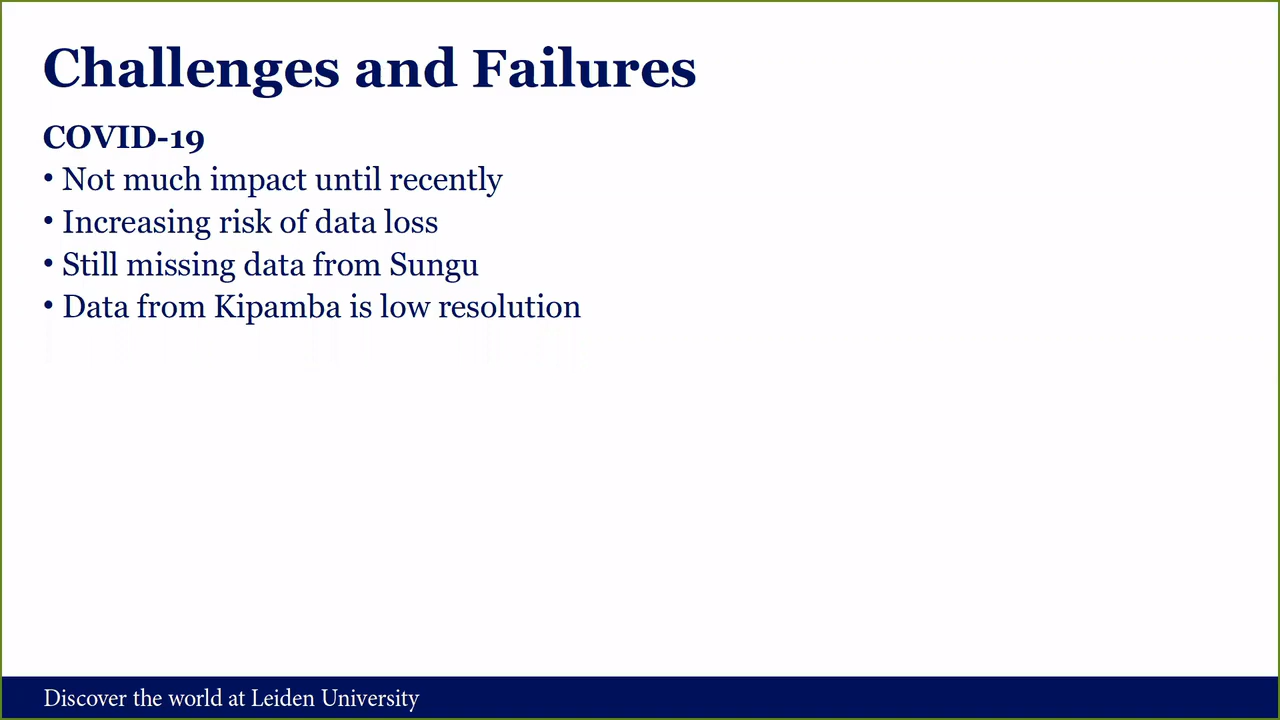 Challenges and Failures
COVID-19
• Not much impact until recently
• Increasing risk of data loss
• Still missing data from Sungu
• Data from Kipamba is low resolution
Discover the world at Leiden University